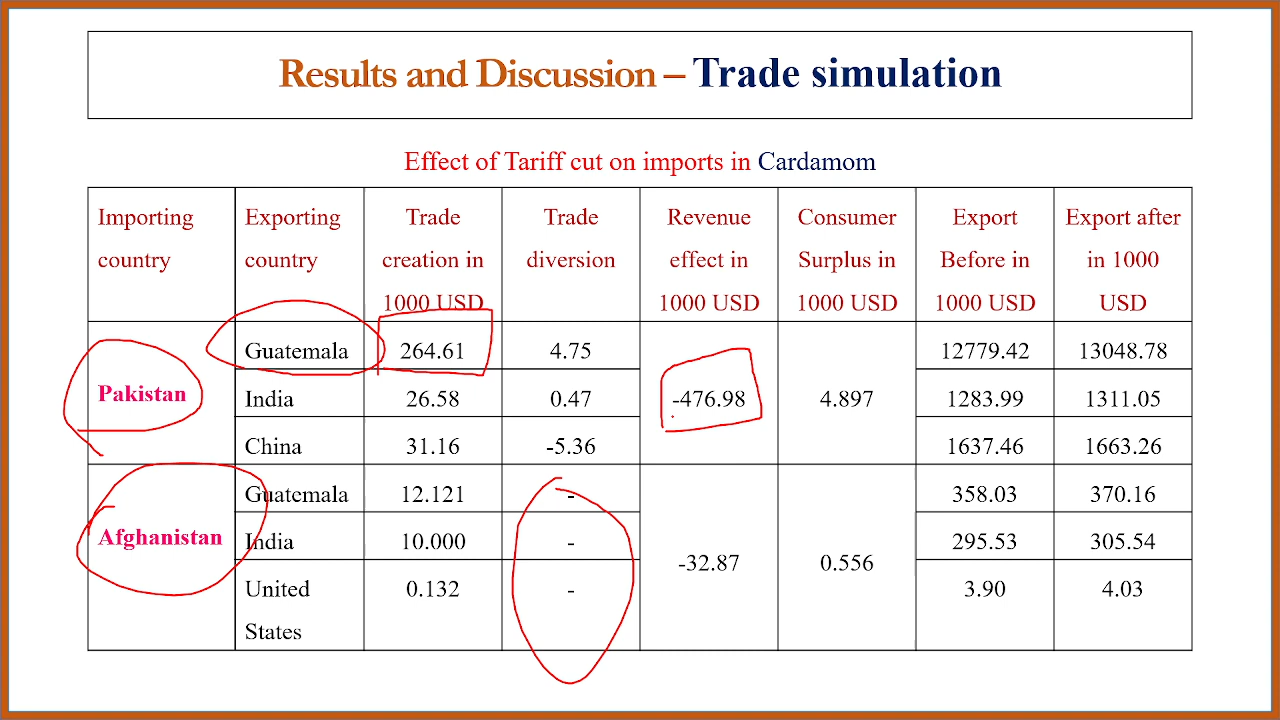 Results and Discussion – Trade simulation
Effect of Tariff cut on imports in Cardamom
Importing country Exporting country Trade creation in 1000 USD Trade diversion Revenue effect in 1000 USD Consumer Surplus in 1000 USD Export Before in 1000 USD Export after in 1000 USD
Pakistan Guatemala 264.61 4.75 -476.98 4.897 12779.42 13048.78
India 26.58 0.47 1283.99 1311.05
China 31.16 -5.36 1637.46 1663.26
Afghanistan Guatemala 12.121 - -32.87 0.556 358.03 370.16
India 10.000 - 295.53 305.54
United States 0.132 - 3.90 4.03